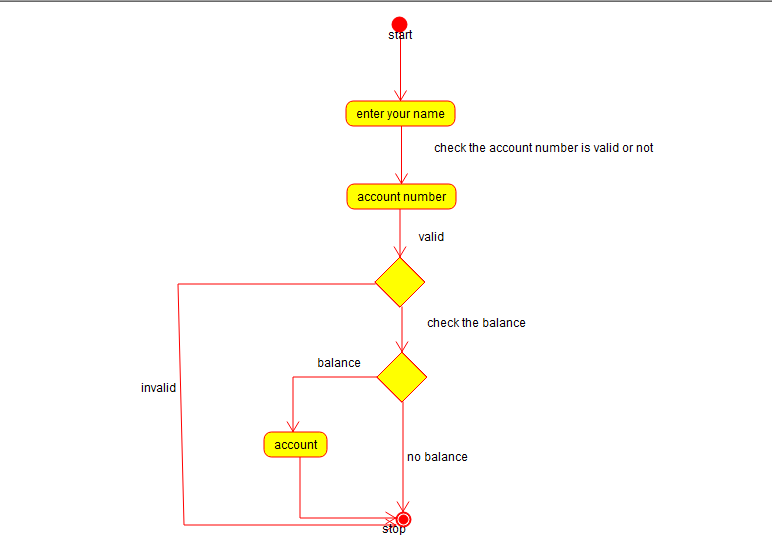 start
enter your name
check the account number is valid or not
account number
valid
check the balance
balance
invalid
account
no balance
stop